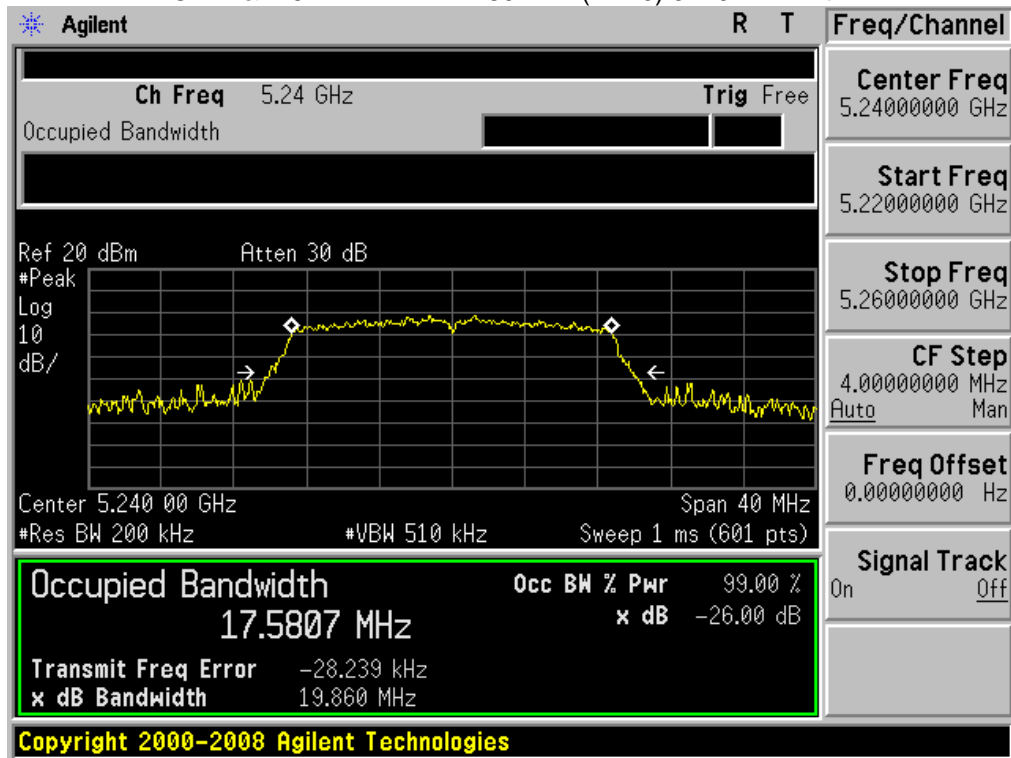 Agilent R T
Freq/Channel
Ch Freq 5.24 GHz Trig Free
Occupied Bandwidth
Center Freq
5.24000000 GHz
Start Freq
5.22000000 GHz
Stop Freq
5.26000000 GHz
CF Step
4.00000000 MHz
Auto Man
Freq Offset
0.00000000 Hz
Signal Track
On Off
Ref 20 dBm Atten 30 dB
#Peak
Log
10
dB/
Center 5.240 00 GHz Span 40 MHz
#Res BW 200 kHz #VBW 510 kHz Sweep 1 ms (601 pts)
Occupied Bandwidth Occ BW % Pwr 99.00 %
17.5807 MHz x dB -26.00 dB
Transmit Freq Error -28.239 kHz
x dB Bandwidth 19.860 MHz
Copyright 2000-2008 Agilent Technologies